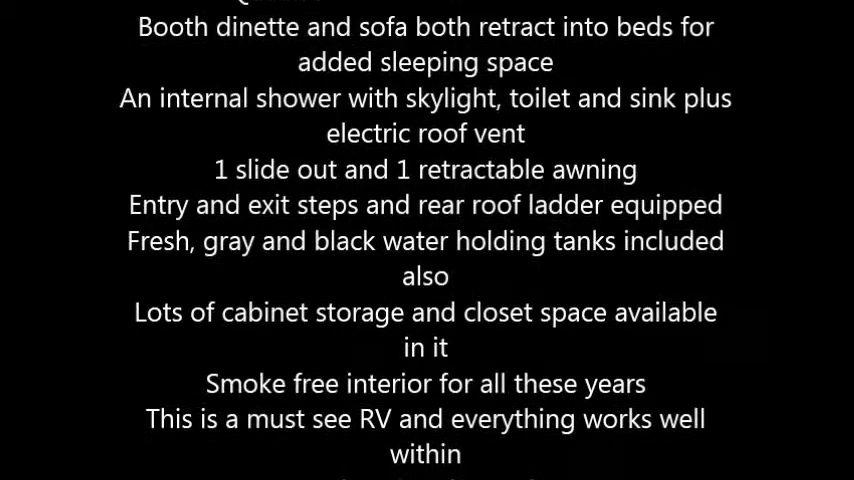 Booth dinette and sofa both retract into beds for
added sleeping space
An internal shower with skylight, toilet and sink plus
electric roof vent
1 slide out and 1 retractable awning
Entry and exit steps and rear roof ladder equipped
Fresh, gray and black water holding tanks included
also
Lots of cabinet storage and closet space available
in it
Smoke free interior for all these years
This is a must see RV and everything works well
within